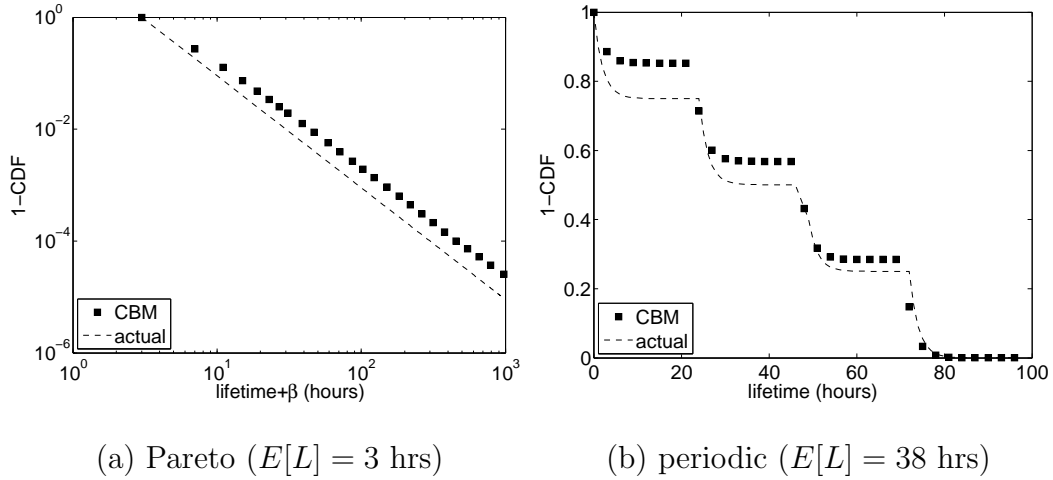 10^0
10^−2
10^−4
10^−6
1−CDF
CBM
actual
10^0 10^1 10^2 10^3
lifetime+β (hours)
1
0.8
0.6
0.4
0.2
0
1−CDF
CBM
actual
0 20 40 60 80 100
lifetime (hours)
(a) Pareto (E[L] = 3 hrs)
(b) periodic (E[L] = 38 hrs)